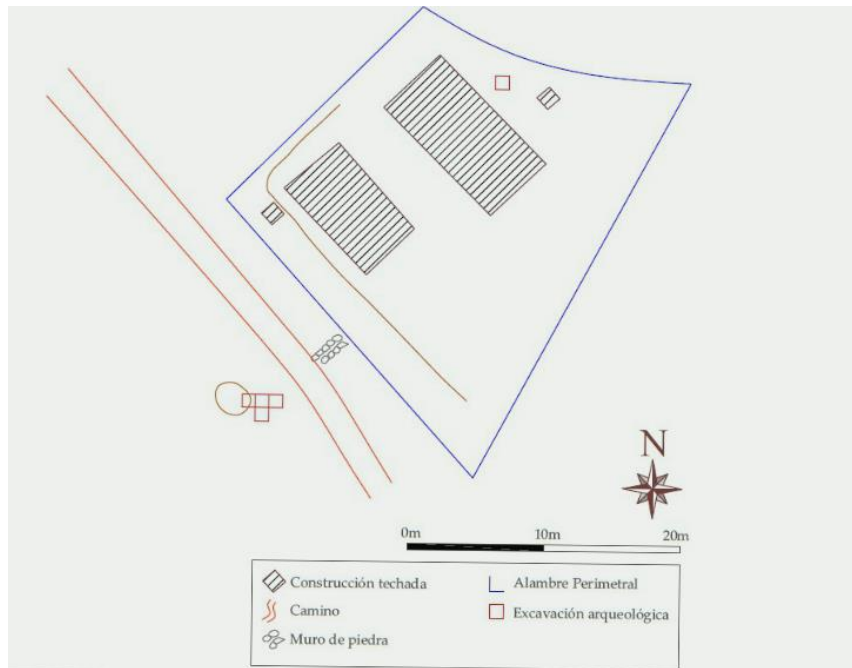 N
0m 10m 20m
Construcción techada
Camino
Muro de piedra
Alambre Perimetral
Excavación arqueológica